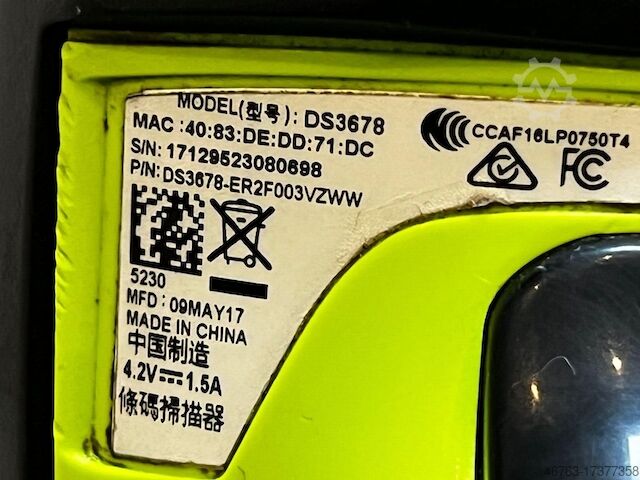 MODEL(型号): DS3678
MAC :40:83:DE:DD:71:DC
S/N: 17129523080698
P/N: DS3678-ER2F003VZWW
CCAF16LP0750T4
FC
5230
MFD : 09MAY17
MADE IN CHINA
中国制造
4.2V⎓1.5A
條碼掃描器
46763-17377358